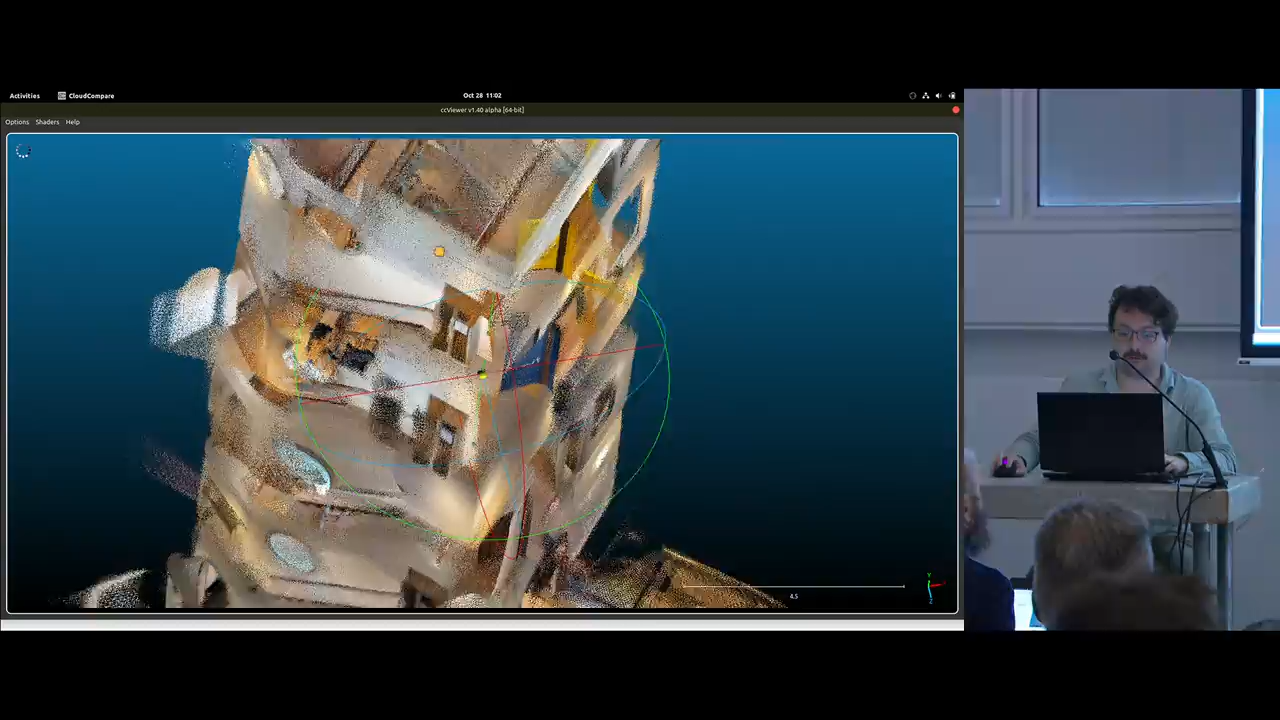 Activities CloudCompare Oct 28 11:02
ccViewer v1.40 alpha [64-bit]
Options Shaders Help
4.5
Y
Z